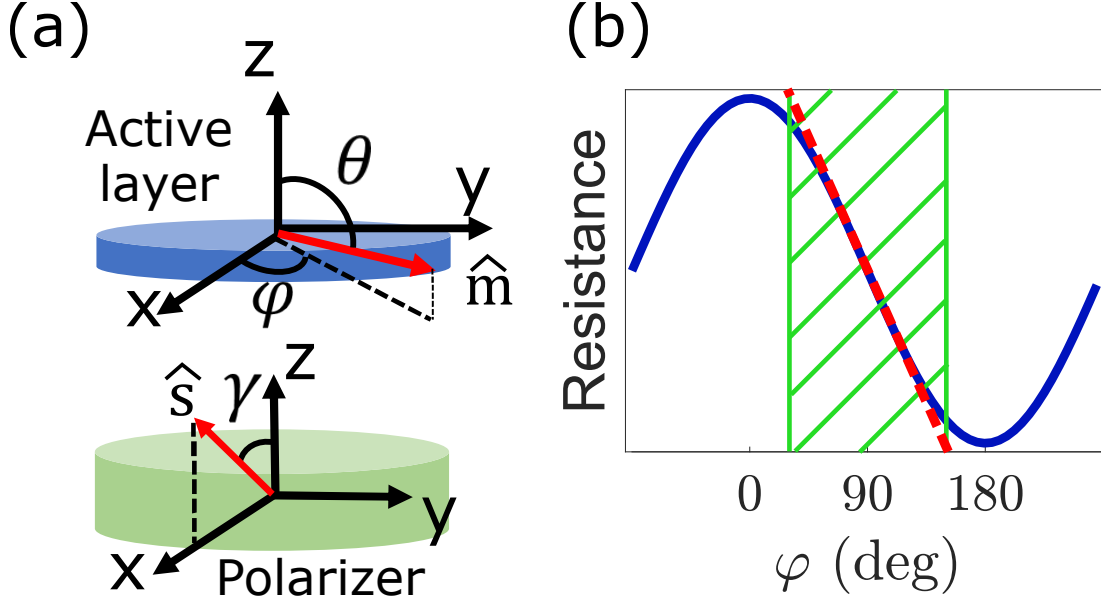 (a)
z
Active
layer
θ
y
m̂
x
φ
ŝ
γ
z
y
x
Polarizer
(b)
Resistance
0 90 180
φ (deg)